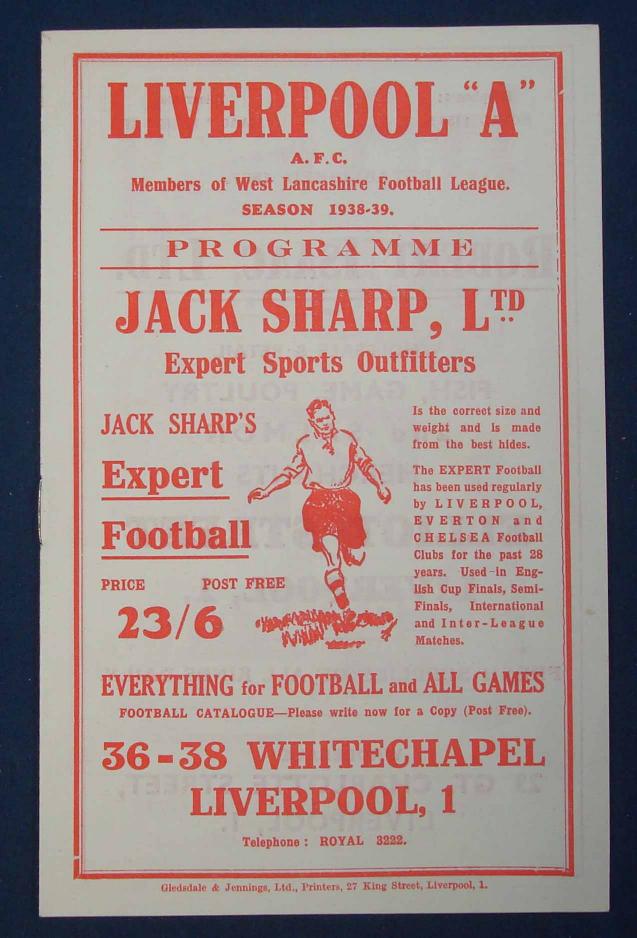 LIVERPOOL "A"
A.F.C.
Members of West Lancashire Football League.
SEASON 1938-39.
PROGRAMME
JACK SHARP, LTD
Expert Sports Outfitters
JACK SHARP'S
Expert
Football
PRICE POST FREE
23/6
Is the correct size and
weight and is made
from the best hides.
The EXPERT Football
has been used regularly
by LIVERPOOL,
EVERTON and
CHELSEA Football
Clubs for the past 28
years. Used in Eng-
lish Cup Finals, Semi-
Finals, International
and Inter-League
Matches.
EVERYTHING for FOOTBALL and ALL GAMES
FOOTBALL CATALOGUE—Please write now for a Copy (Post Free).
36-38 WHITECHAPEL
LIVERPOOL, 1
Telephone: ROYAL 3222.
Gledsdale & Jennings, Ltd., Printers, 27 King Street, Liverpool, 1.